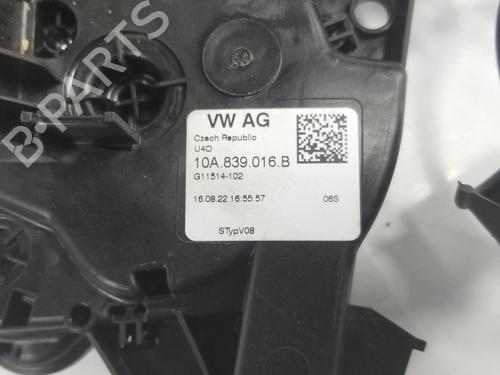 B-PARTS
VW AG
Czech Republic
U4O
10A.839.016.B
G11514-102
16.08.22 16:55:57 06S
STypV08